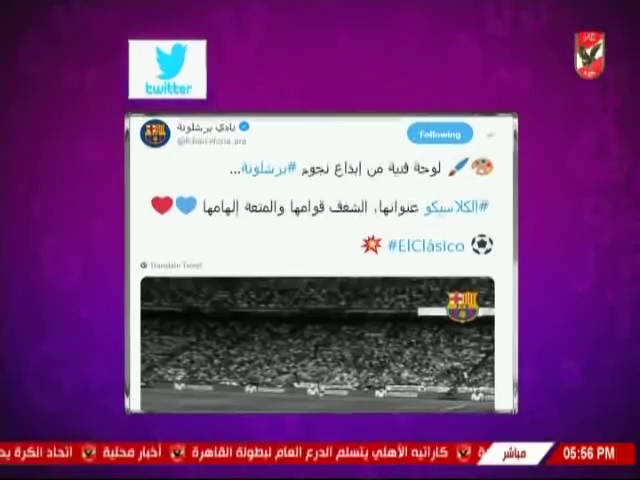 twitter
نادي برشلونة
@fcbarcelona_ara
Following
لوحة فنية من إبداع نجوم #برشلونة...
#الكلاسيكو عنوانها، الشغف قوامها والمتعة إلهامها
#ElClásico
Translate Tweet
اتحاد الكرة يد
أخبار محلية
كاراتيه الأهلي يتسلم الدرع العام لبطولة القاهرة
مباشر
05:56 PM